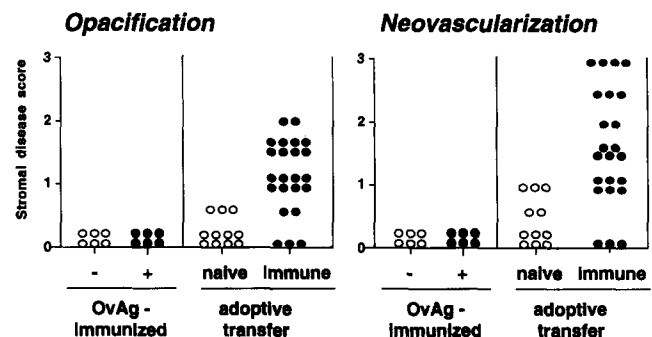 Opacification
Neovascularization
Stromal disease score
3
2
1
0
- + naive immune
OvAg -
immunized
adoptive
transfer
3
2
1
0
- + naive immune
OvAg -
immunized
adoptive
transfer